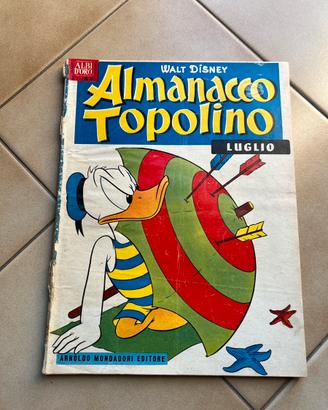 ALBI
D'ORO
WALT DISNEY
Almanacco
Topolino
LUGLIO
ARNOLDO MONDADORI EDITORE